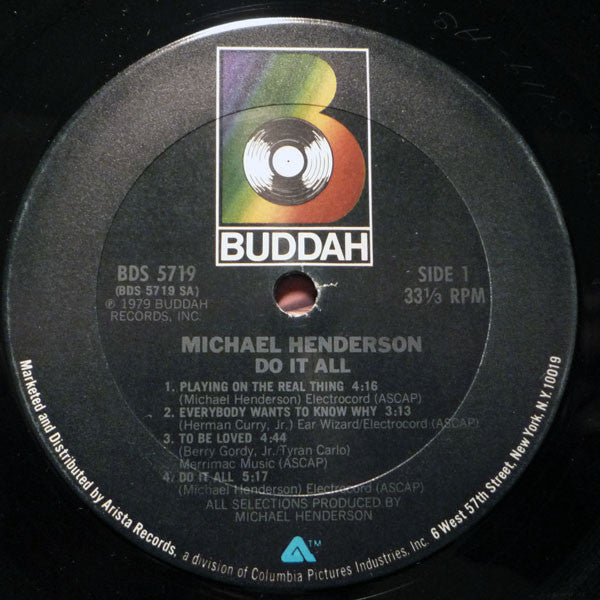 BUDDAH
BDS 5719
(BDS 5719 SA)
℗ 1979 BUDDAH
RECORDS, INC.
SIDE 1
33⅓ RPM
MICHAEL HENDERSON
DO IT ALL
1. PLAYING ON THE REAL THING 4:16
(Michael Henderson) Electrocord (ASCAP)
2. EVERYBODY WANTS TO KNOW WHY 3:13
(Herman Curry, Jr.) Ear Wizard/Electrocord (ASCAP)
3. TO BE LOVED 4:44
(Berry Gordy, Jr./Tyran Carlo)
Merrimac Music (ASCAP)
4. DO IT ALL 5:17
(Michael Henderson) Electrocord (ASCAP)
ALL SELECTIONS PRODUCED BY
MICHAEL HENDERSON
TM
Marketed and Distributed by Arista Records, a division of Columbia Pictures Industries, Inc. 6 West 57th Street, New York, N.Y. 10019